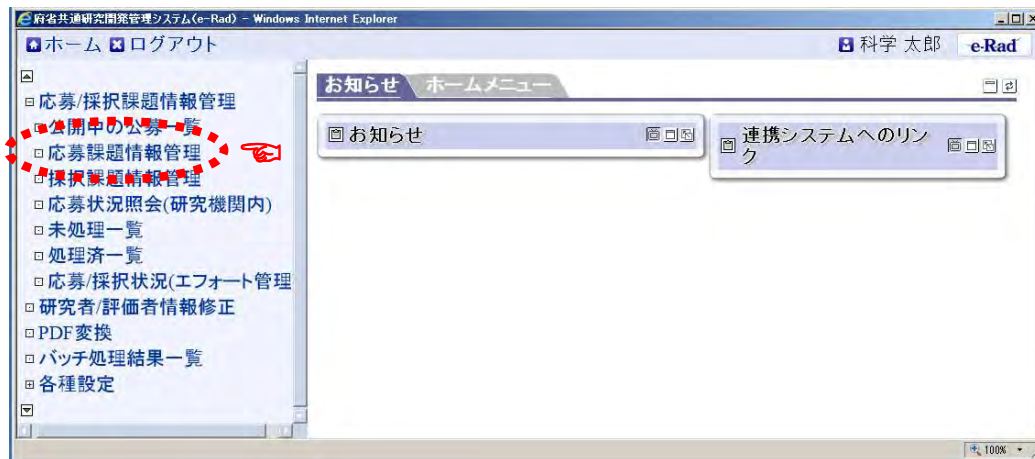 府省共通研究開発管理システム(e-Rad) - Windows Internet Explorer
ホーム ログアウト
科学 太郎 e-Rad
応募/採択課題情報管理
公開中の公募一覧
応募課題情報管理
採択課題情報管理
応募状況照会(研究機関内)
未処理一覧
処理済一覧
応募/採択状況(エフォート管理
研究者/評価者情報修正
PDF変換
バッチ処理結果一覧
各種設定
お知らせ ホームメニュー
お知らせ
連携システムへのリン
ク
100%